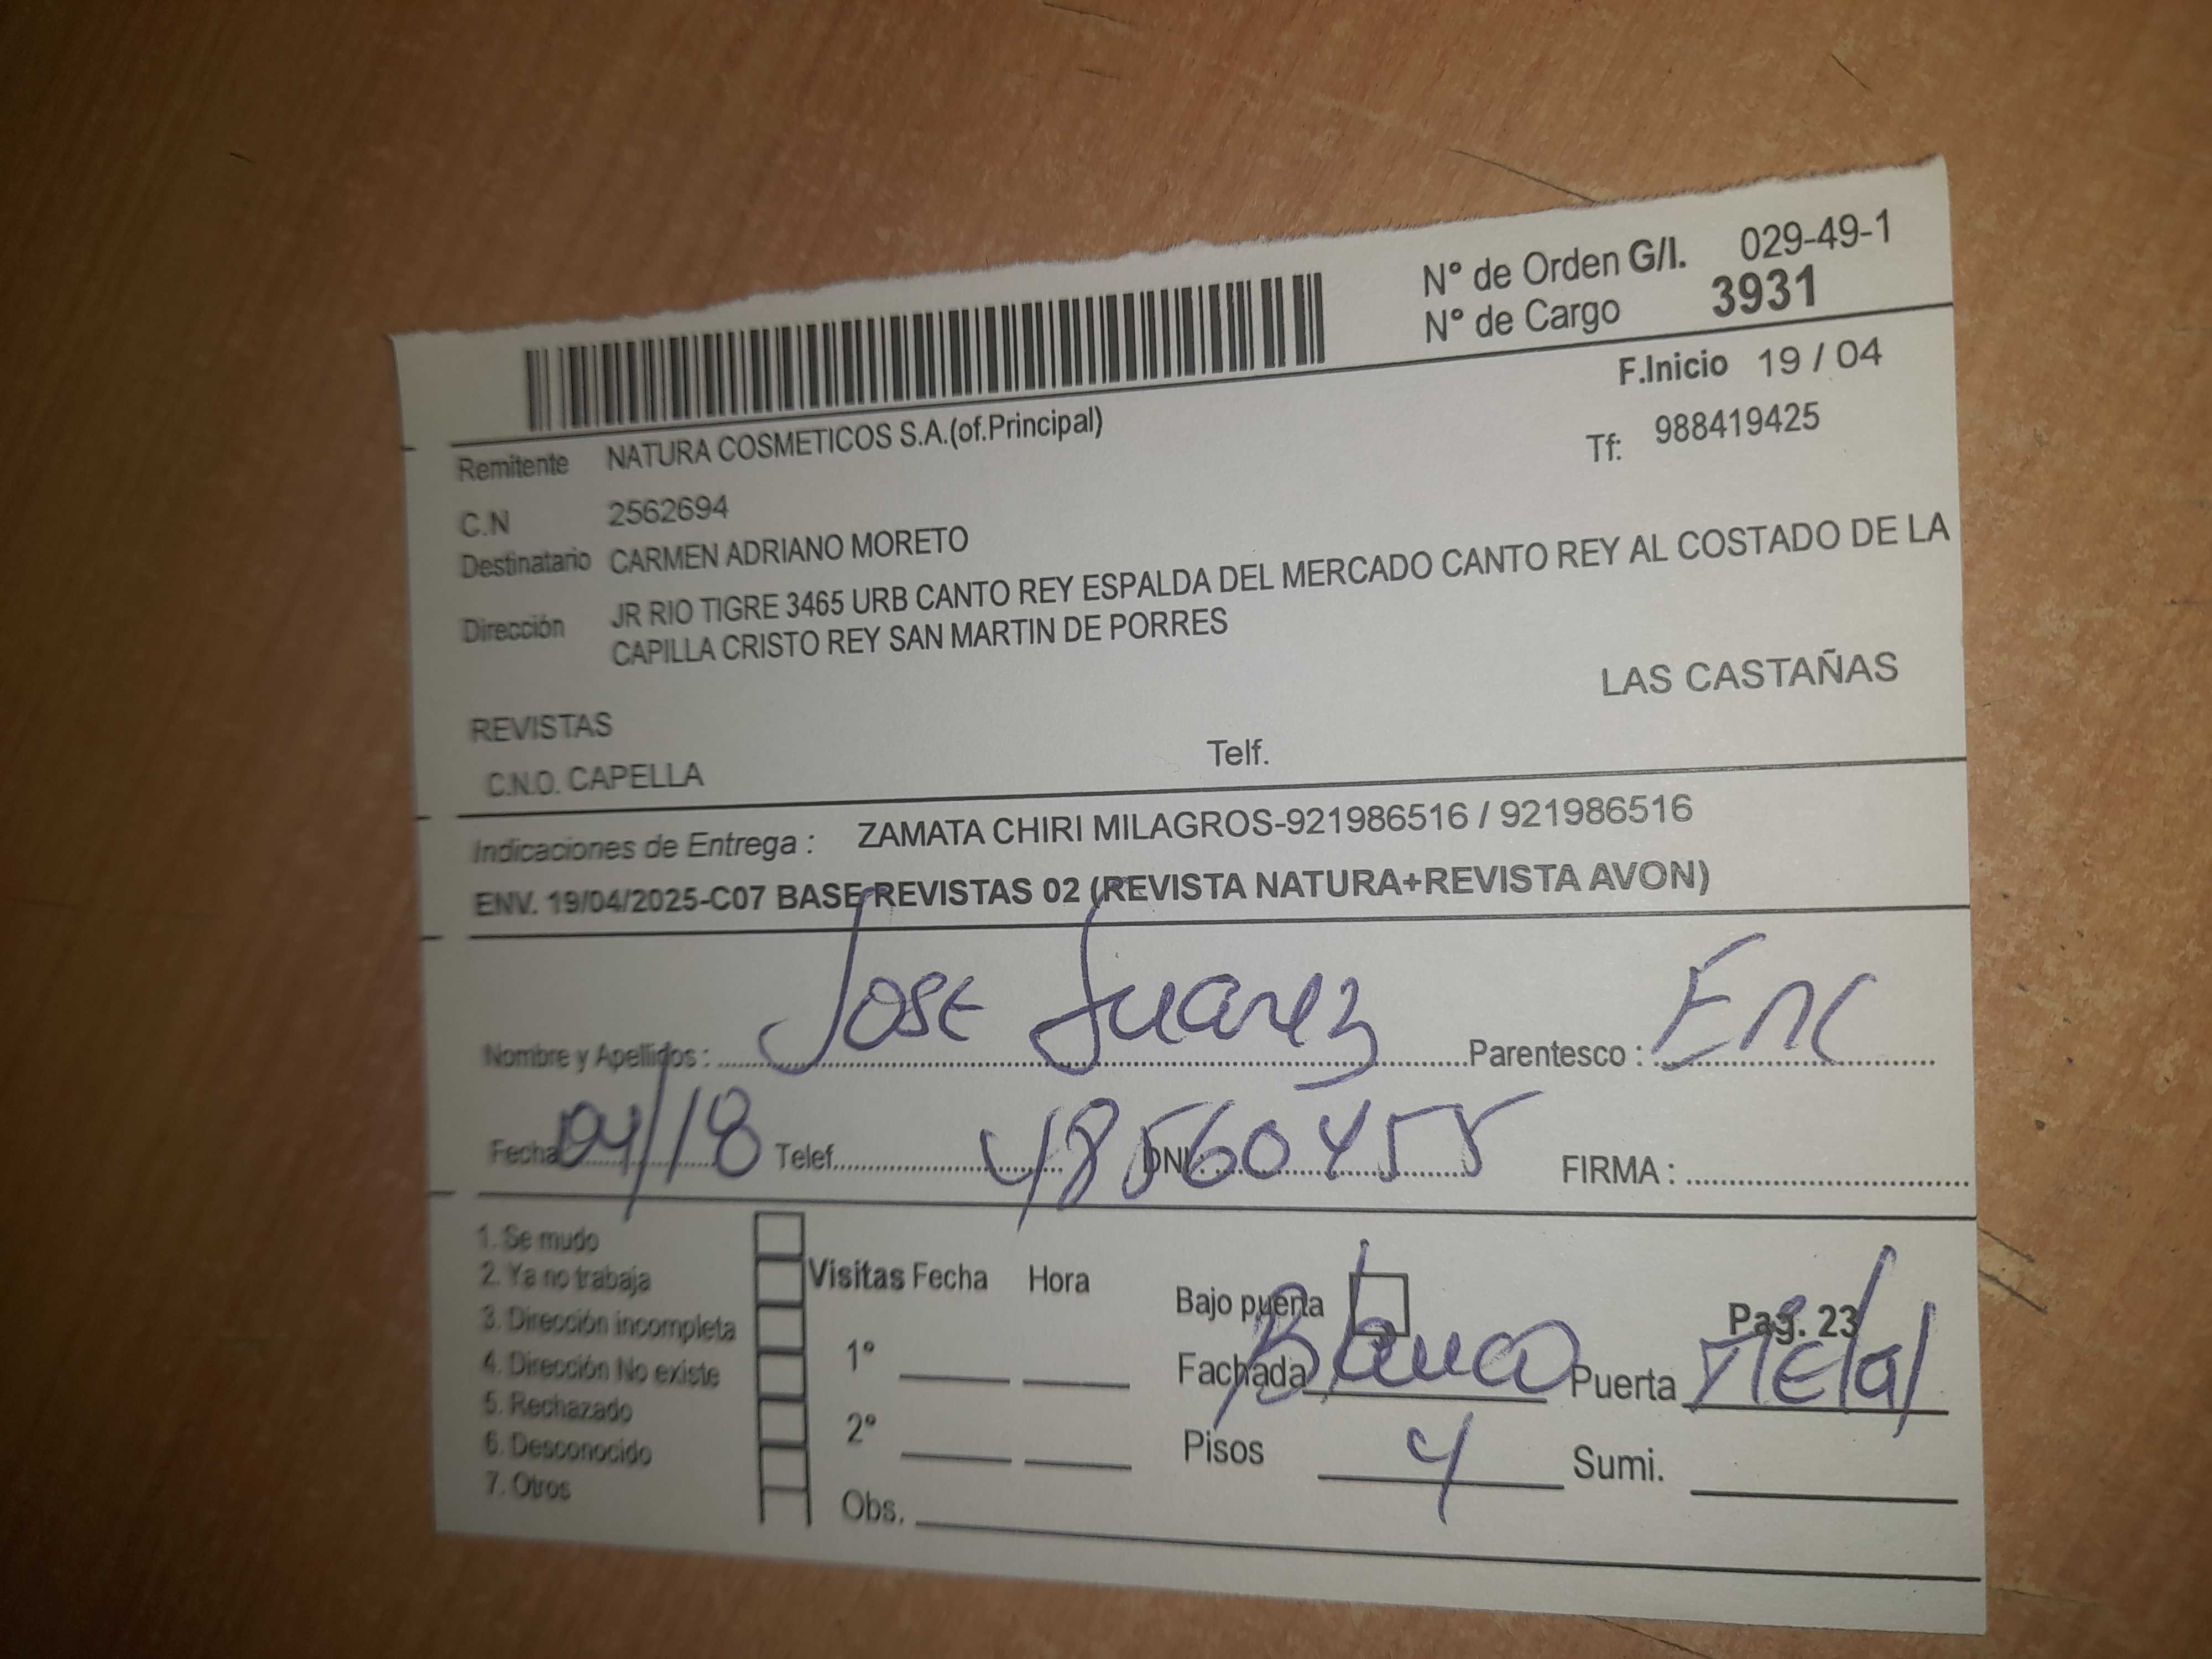 N° de Orden G/I. 029-49-1
N° de Cargo 3931
F.Inicio 19 / 04
Remitente NATURA COSMETICOS S.A.(of.Principal)
Tf: 988419425
C.N 2562694
Destinatario CARMEN ADRIANO MORETO
Dirección JR RIO TIGRE 3465 URB CANTO REY ESPALDA DEL MERCADO CANTO REY AL COSTADO DE LA
CAPILLA CRISTO REY SAN MARTIN DE PORRES
LAS CASTAÑAS
REVISTAS
Telf.
C.N.O. CAPELLA
Indicaciones de Entrega : ZAMATA CHIRI MILAGROS-921986516 / 921986516
ENV. 19/04/2025-C07 BASE REVISTAS 02 (REVISTA NATURA+REVISTA AVON)
Nombre y Apellidos : Jose Suarez Parentesco : Enc
Fecha 04/18 Telef. DNI. 48560455 FIRMA :
1. Se mudo
2. Ya no trabaja
3. Dirección incompleta
4. Dirección No existe
5. Rechazado
6. Desconocido
7. Otros
Visitas Fecha Hora
1°
2°
Obs.
Bajo puerta Pag. 23
Fachada Blanco Puerta Metal
Pisos 4 Sumi.